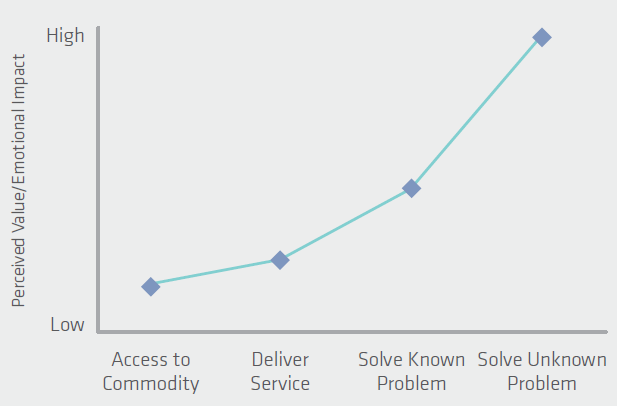 High
Perceived Value/Emotional Impact
Low
Access to
Commodity
Deliver
Service
Solve Known
Problem
Solve Unknown
Problem